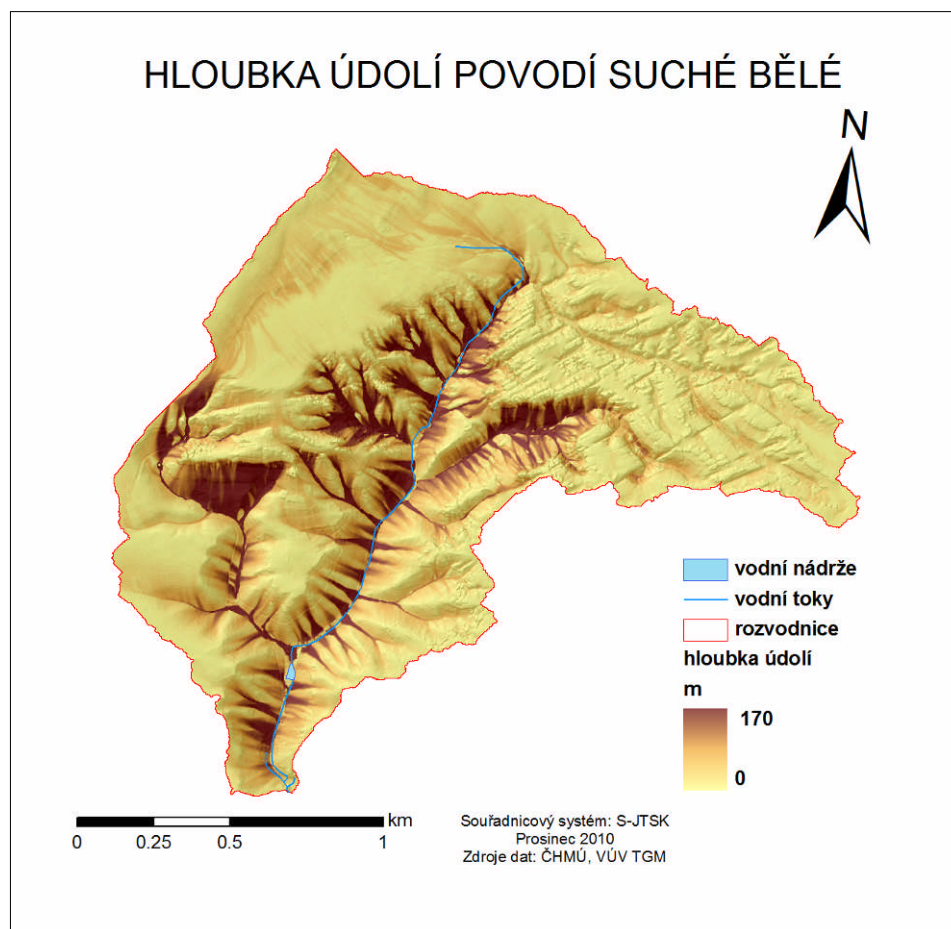 HLOUBKA ÚDOLÍ POVODÍ SUCHÉ BĚLÉ
N
vodní nádrže
vodní toky
rozvodnice
hloubka údolí
m
170
0
km
0 0.25 0.5 1
Souřadnicový systém: S-JTSK
Prosinec 2010
Zdroje dat: ČHMÚ, VÚV TGM